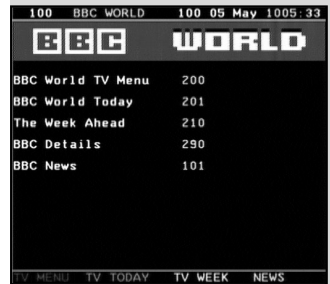 100 BBC WORLD 100 05 May 1005:33
BBC WORLD
BBC World TV Menu 200
BBC World Today 201
The Week Ahead 210
BBC Details 290
BBC News 101
TV MENU TV TODAY TV WEEK NEWS